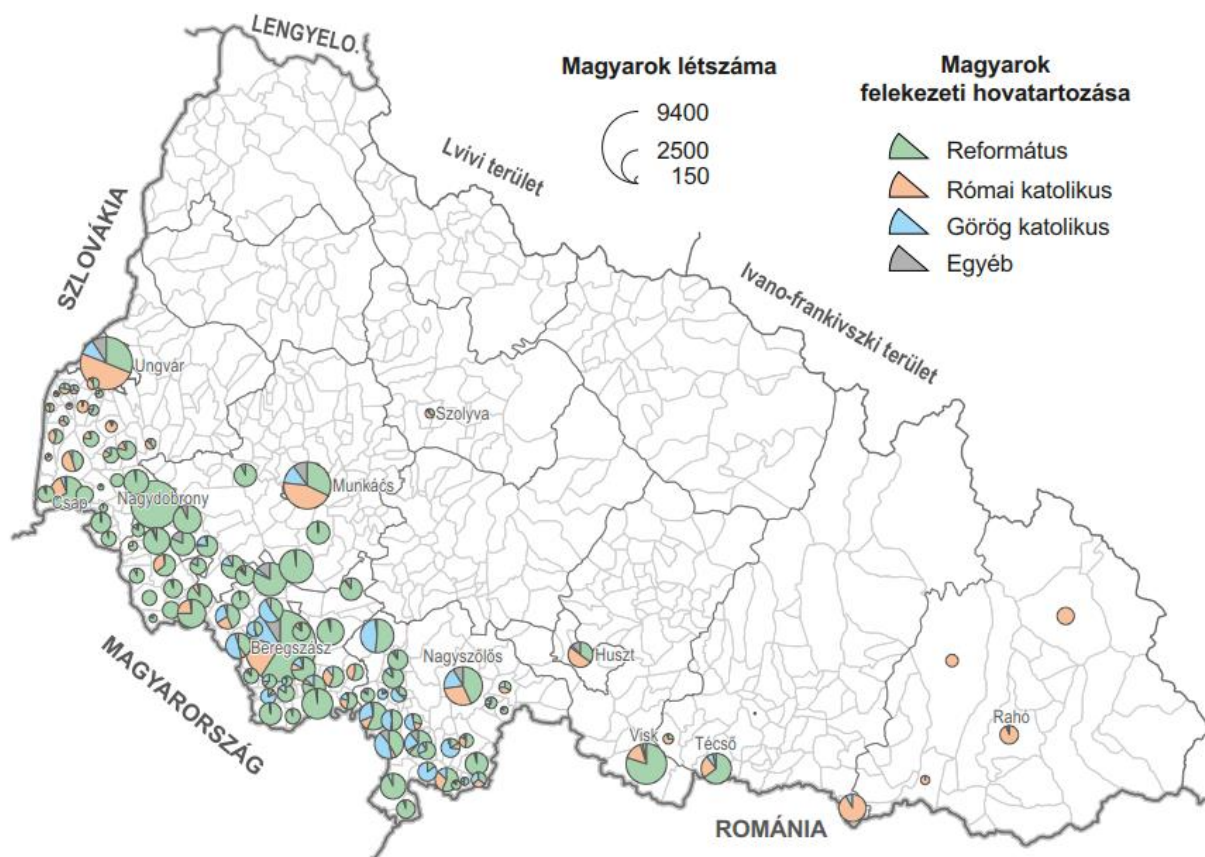 LENGYELO.
Magyarok létszáma
9400
2500
150
Magyarok
felekezeti hovatartozása
Református
Római katolikus
Görög katolikus
Egyéb
Lvivi terület
SZLOVÁKIA
Ivano-frankivszki terület
Ungvár
Szolyva
Munkács
Csap
Nagydobrony
Beregszász
Nagyszőlős
Huszt
MAGYARORSZÁG
Visk
Técső
Rahó
ROMÁNIA